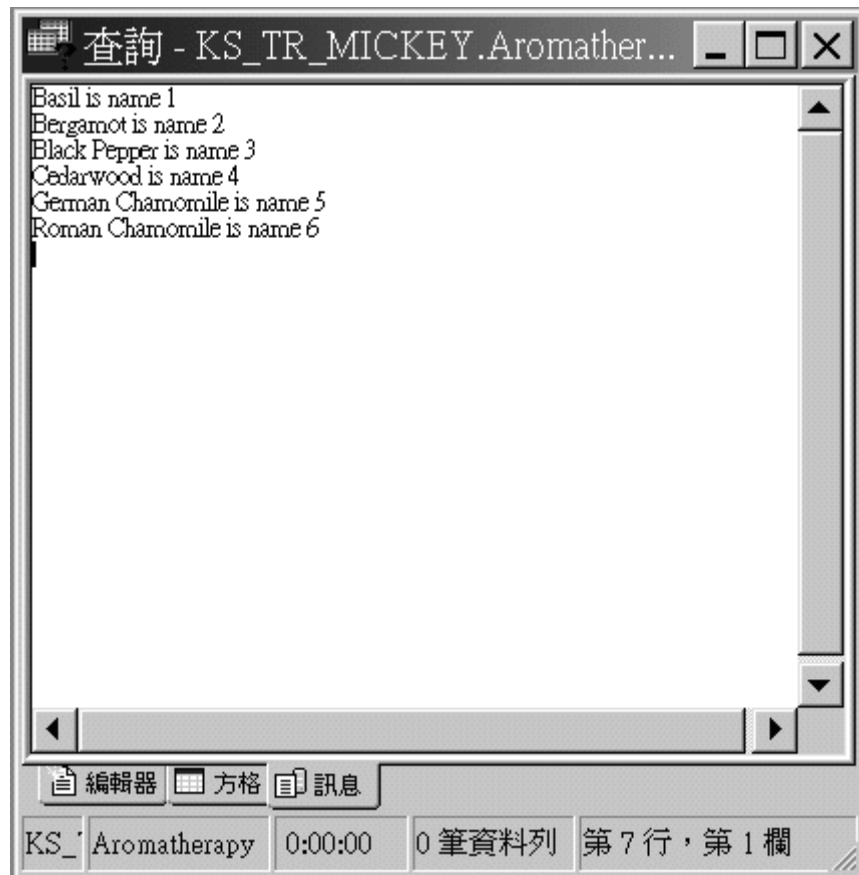 查詢 - KS_TR_MICKEY.Aromather...
Basil is name 1
Bergamot is name 2
Black Pepper is name 3
Cedarwood is name 4
German Chamomile is name 5
Roman Chamomile is name 6
編輯器 方格 訊息
KS_ Aromatherapy 0:00:00 0 筆資料列 第 7 行，第 1 欄